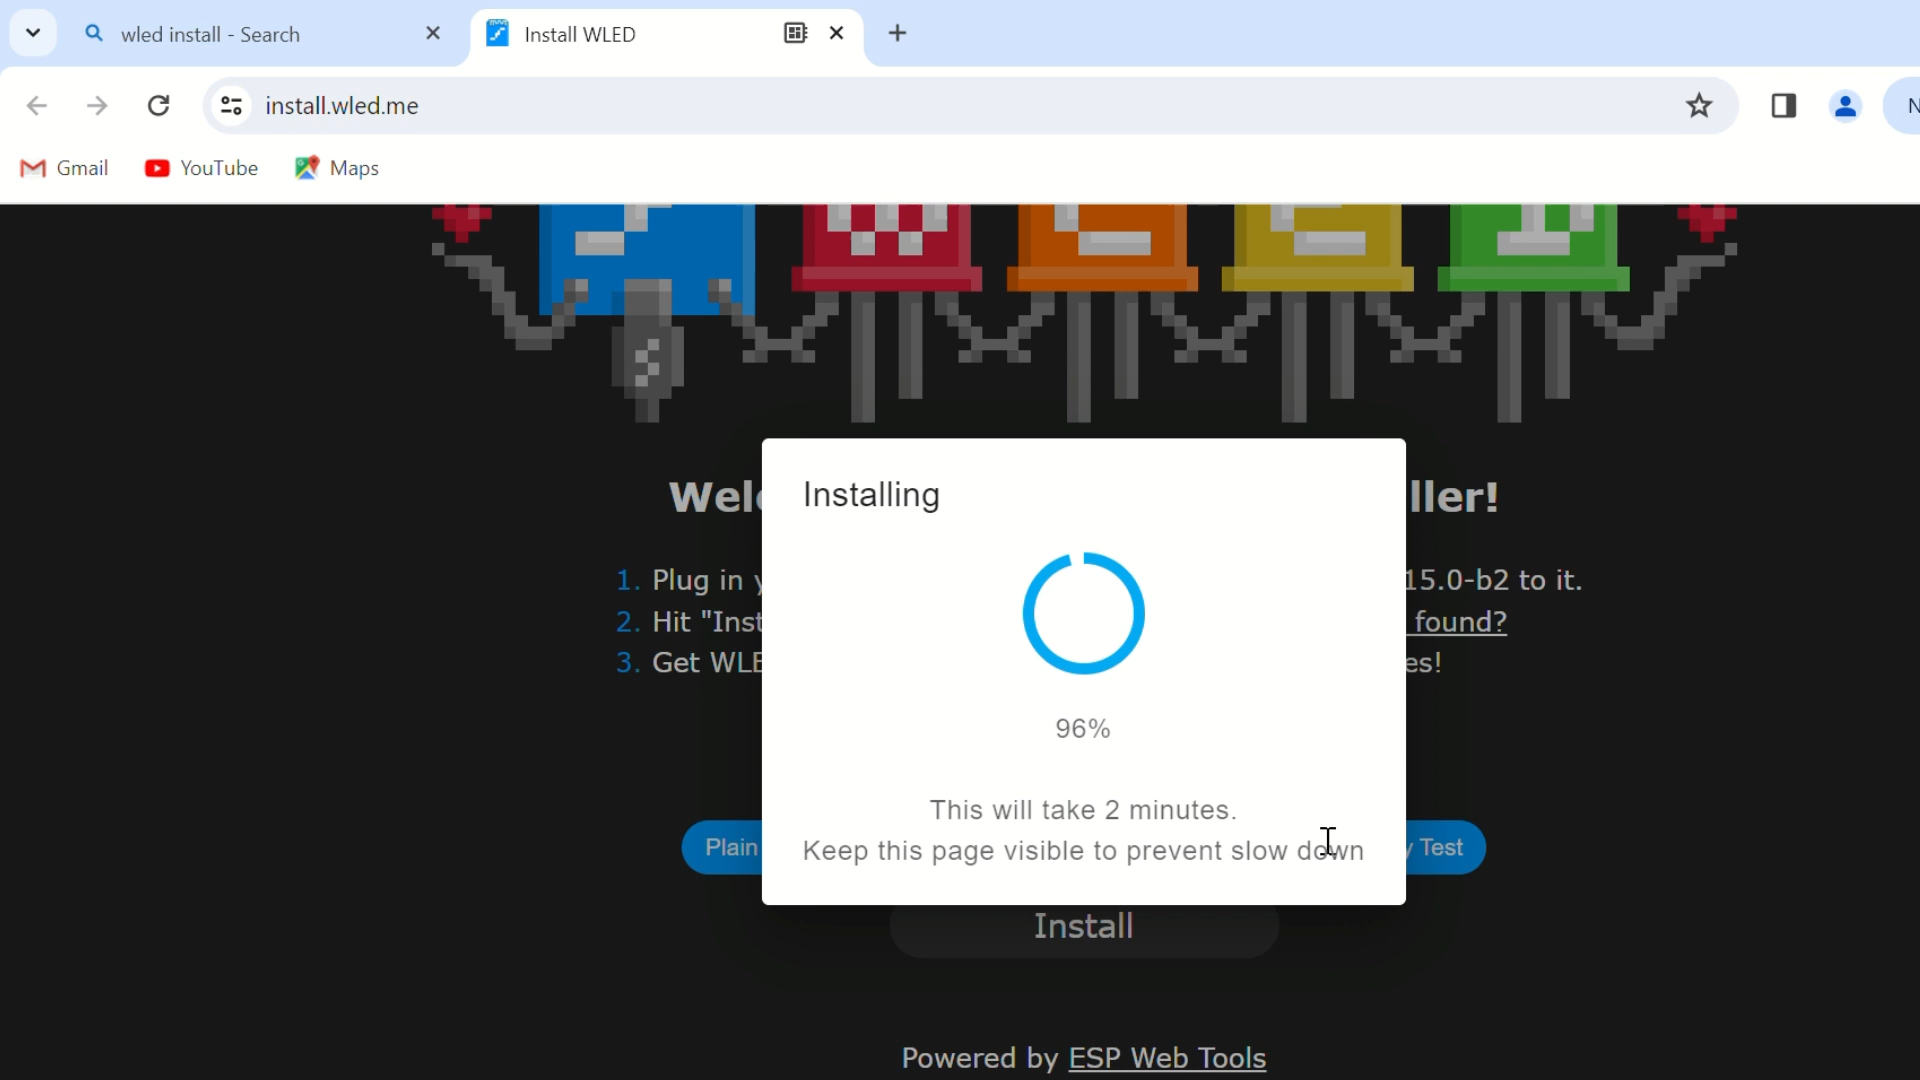 wled install - Search
Install WLED
install.wled.me
N
Gmail
YouTube
Maps
Wel
ller!
Installing
1. Plug in y
15.0-b2 to it.
2. Hit "Inst
found?
3. Get WLE
es!
96%
This will take 2 minutes.
Keep this page visible to prevent slow down
Plain
y Test
Install
Powered by ESP Web Tools